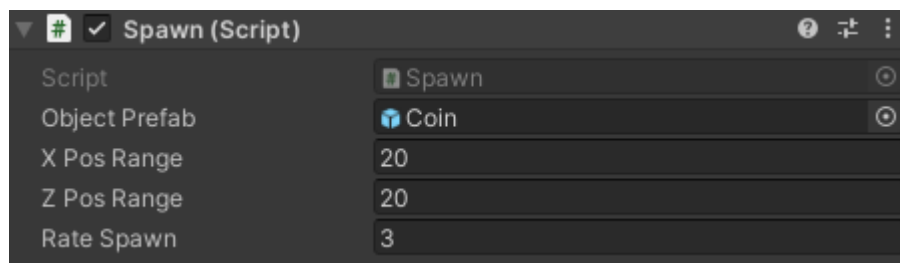 # Spawn (Script)
Script Spawn
Object Prefab Coin
X Pos Range 20
Z Pos Range 20
Rate Spawn 3